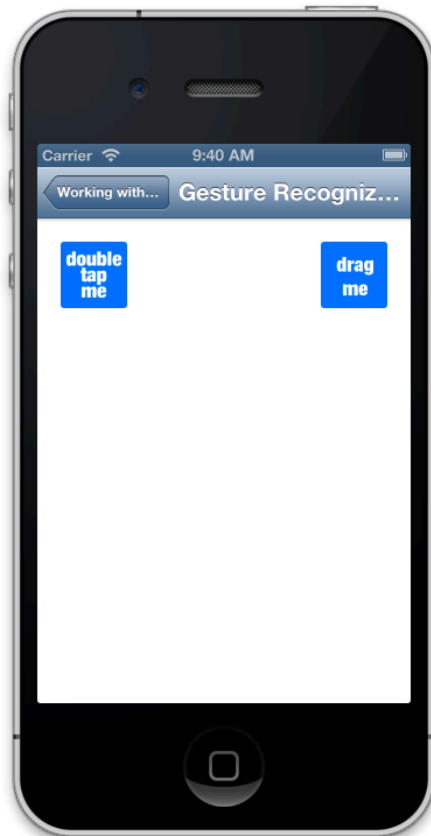 Carrier 9:40 AM
Working with... Gesture Recogniz...
double
tap
me
drag
me